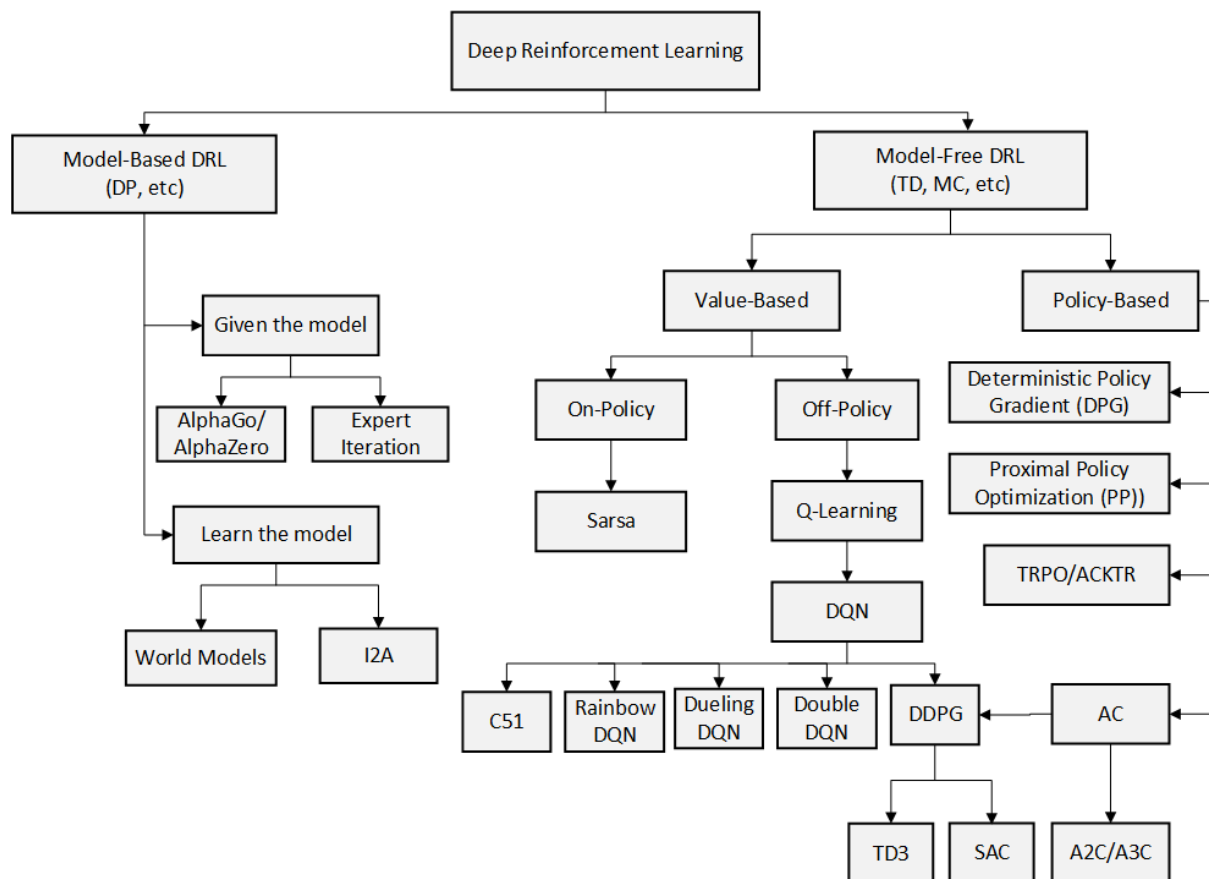 Deep Reinforcement Learning
Model-Based DRL
(DP, etc)
Model-Free DRL
(TD, MC, etc)
Value-Based
Policy-Based
Given the model
AlphaGo/
AlphaZero
Expert
Iteration
On-Policy
Off-Policy
Deterministic Policy
Gradient (DPG)
Proximal Policy
Optimization (PP))
Sarsa
Q-Learning
Learn the model
TRPO/ACKTR
DQN
World Models
I2A
C51
Rainbow
DQN
Dueling
DQN
Double
DQN
DDPG
AC
TD3
SAC
A2C/A3C